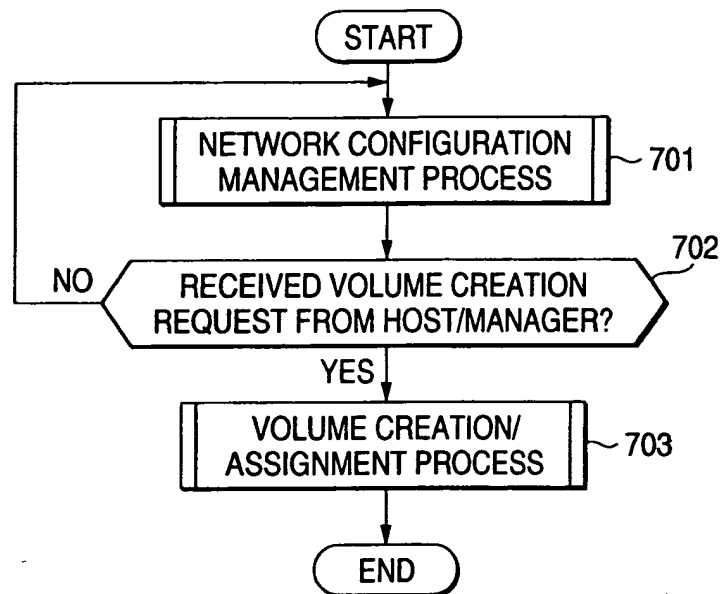 START
NETWORK CONFIGURATION
MANAGEMENT PROCESS
701
702
NO
RECEIVED VOLUME CREATION
REQUEST FROM HOST/MANAGER?
YES
VOLUME CREATION/
ASSIGNMENT PROCESS
703
END